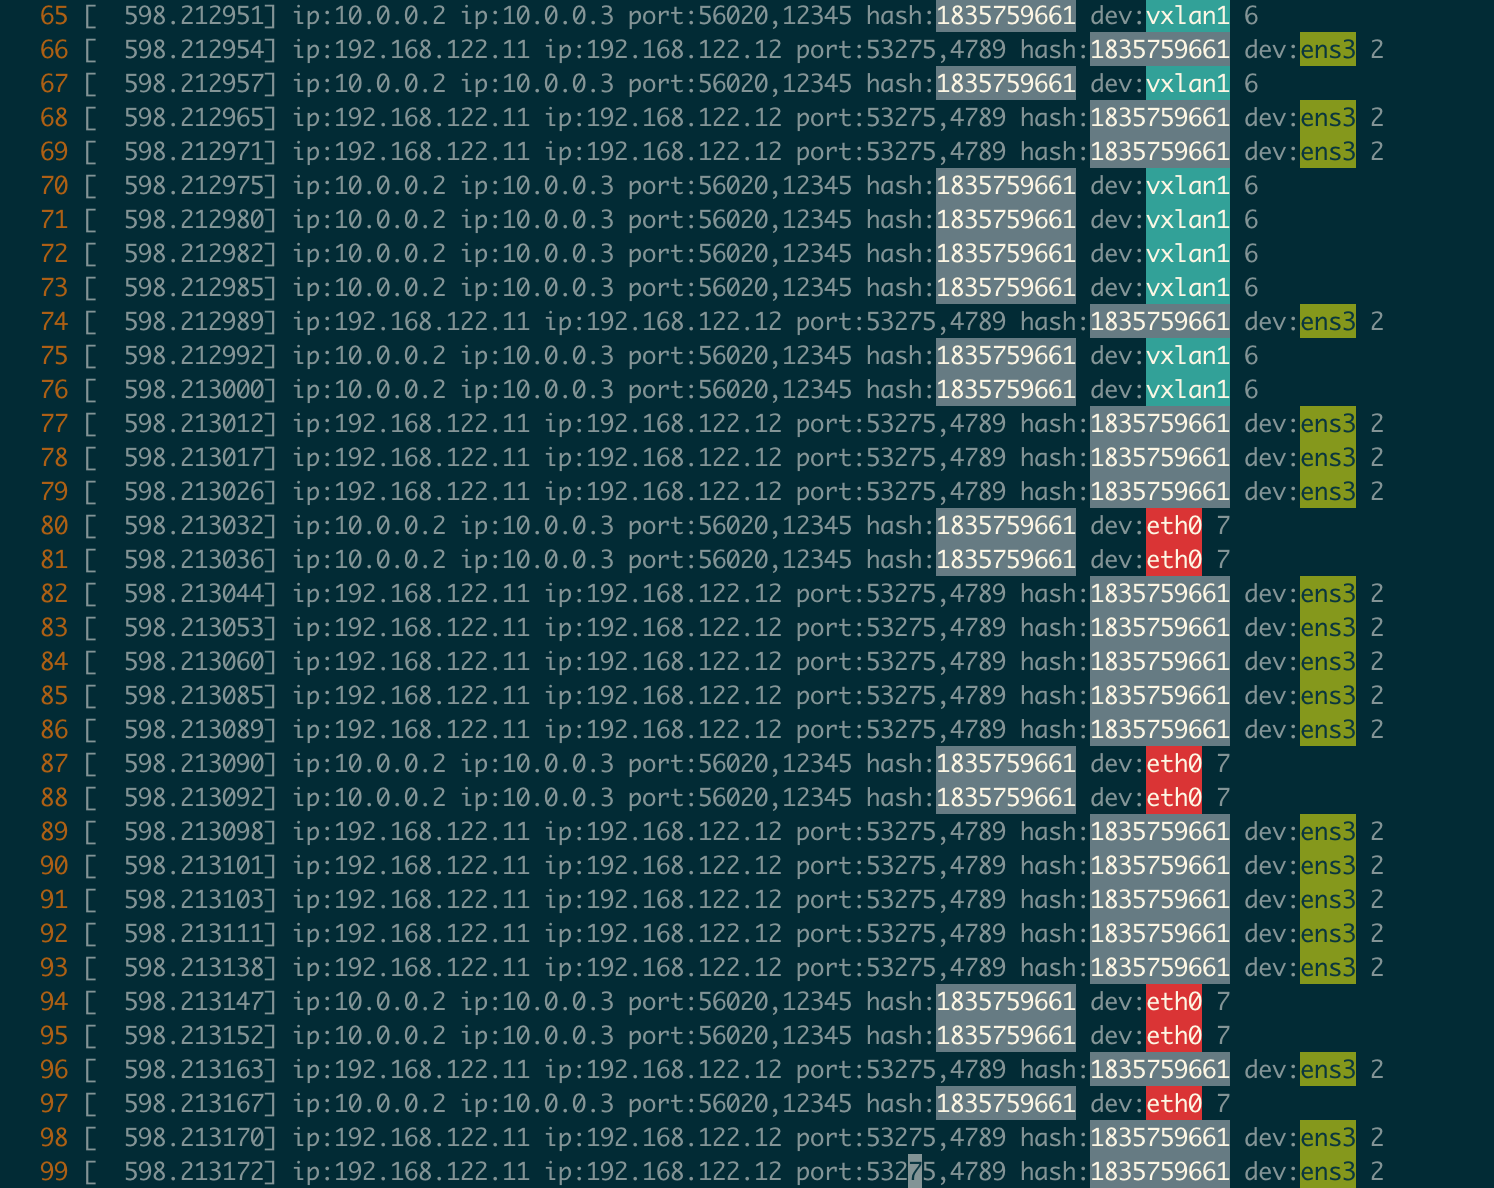 65 [  598.212951] ip:10.0.0.2 ip:10.0.0.3 port:56020,12345 hash:1835759661 dev:vxlan1 6
66 [  598.212954] ip:192.168.122.11 ip:192.168.122.12 port:53275,4789 hash:1835759661 dev:ens3 2
67 [  598.212957] ip:10.0.0.2 ip:10.0.0.3 port:56020,12345 hash:1835759661 dev:vxlan1 6
68 [  598.212965] ip:192.168.122.11 ip:192.168.122.12 port:53275,4789 hash:1835759661 dev:ens3 2
69 [  598.212971] ip:192.168.122.11 ip:192.168.122.12 port:53275,4789 hash:1835759661 dev:ens3 2
70 [  598.212975] ip:10.0.0.2 ip:10.0.0.3 port:56020,12345 hash:1835759661 dev:vxlan1 6
71 [  598.212980] ip:10.0.0.2 ip:10.0.0.3 port:56020,12345 hash:1835759661 dev:vxlan1 6
72 [  598.212982] ip:10.0.0.2 ip:10.0.0.3 port:56020,12345 hash:1835759661 dev:vxlan1 6
73 [  598.212985] ip:10.0.0.2 ip:10.0.0.3 port:56020,12345 hash:1835759661 dev:vxlan1 6
74 [  598.212989] ip:192.168.122.11 ip:192.168.122.12 port:53275,4789 hash:1835759661 dev:ens3 2
75 [  598.212992] ip:10.0.0.2 ip:10.0.0.3 port:56020,12345 hash:1835759661 dev:vxlan1 6
76 [  598.213000] ip:10.0.0.2 ip:10.0.0.3 port:56020,12345 hash:1835759661 dev:vxlan1 6
77 [  598.213012] ip:192.168.122.11 ip:192.168.122.12 port:53275,4789 hash:1835759661 dev:ens3 2
78 [  598.213017] ip:192.168.122.11 ip:192.168.122.12 port:53275,4789 hash:1835759661 dev:ens3 2
79 [  598.213026] ip:192.168.122.11 ip:192.168.122.12 port:53275,4789 hash:1835759661 dev:ens3 2
80 [  598.213032] ip:10.0.0.2 ip:10.0.0.3 port:56020,12345 hash:1835759661 dev:eth0 7
81 [  598.213036] ip:10.0.0.2 ip:10.0.0.3 port:56020,12345 hash:1835759661 dev:eth0 7
82 [  598.213044] ip:192.168.122.11 ip:192.168.122.12 port:53275,4789 hash:1835759661 dev:ens3 2
83 [  598.213053] ip:192.168.122.11 ip:192.168.122.12 port:53275,4789 hash:1835759661 dev:ens3 2
84 [  598.213060] ip:192.168.122.11 ip:192.168.122.12 port:53275,4789 hash:1835759661 dev:ens3 2
85 [  598.213085] ip:192.168.122.11 ip:192.168.122.12 port:53275,4789 hash:1835759661 dev:ens3 2
86 [  598.213089] ip:192.168.122.11 ip:192.168.122.12 port:53275,4789 hash:1835759661 dev:ens3 2
87 [  598.213090] ip:10.0.0.2 ip:10.0.0.3 port:56020,12345 hash:1835759661 dev:eth0 7
88 [  598.213092] ip:10.0.0.2 ip:10.0.0.3 port:56020,12345 hash:1835759661 dev:eth0 7
89 [  598.213098] ip:192.168.122.11 ip:192.168.122.12 port:53275,4789 hash:1835759661 dev:ens3 2
90 [  598.213101] ip:192.168.122.11 ip:192.168.122.12 port:53275,4789 hash:1835759661 dev:ens3 2
91 [  598.213103] ip:192.168.122.11 ip:192.168.122.12 port:53275,4789 hash:1835759661 dev:ens3 2
92 [  598.213111] ip:192.168.122.11 ip:192.168.122.12 port:53275,4789 hash:1835759661 dev:ens3 2
93 [  598.213138] ip:192.168.122.11 ip:192.168.122.12 port:53275,4789 hash:1835759661 dev:ens3 2
94 [  598.213147] ip:10.0.0.2 ip:10.0.0.3 port:56020,12345 hash:1835759661 dev:eth0 7
95 [  598.213152] ip:10.0.0.2 ip:10.0.0.3 port:56020,12345 hash:1835759661 dev:eth0 7
96 [  598.213163] ip:192.168.122.11 ip:192.168.122.12 port:53275,4789 hash:1835759661 dev:ens3 2
97 [  598.213167] ip:10.0.0.2 ip:10.0.0.3 port:56020,12345 hash:1835759661 dev:eth0 7
98 [  598.213170] ip:192.168.122.11 ip:192.168.122.12 port:53275,4789 hash:1835759661 dev:ens3 2
99 [  598.213172] ip:192.168.122.11 ip:192.168.122.12 port:53275,4789 hash:1835759661 dev:ens3 2